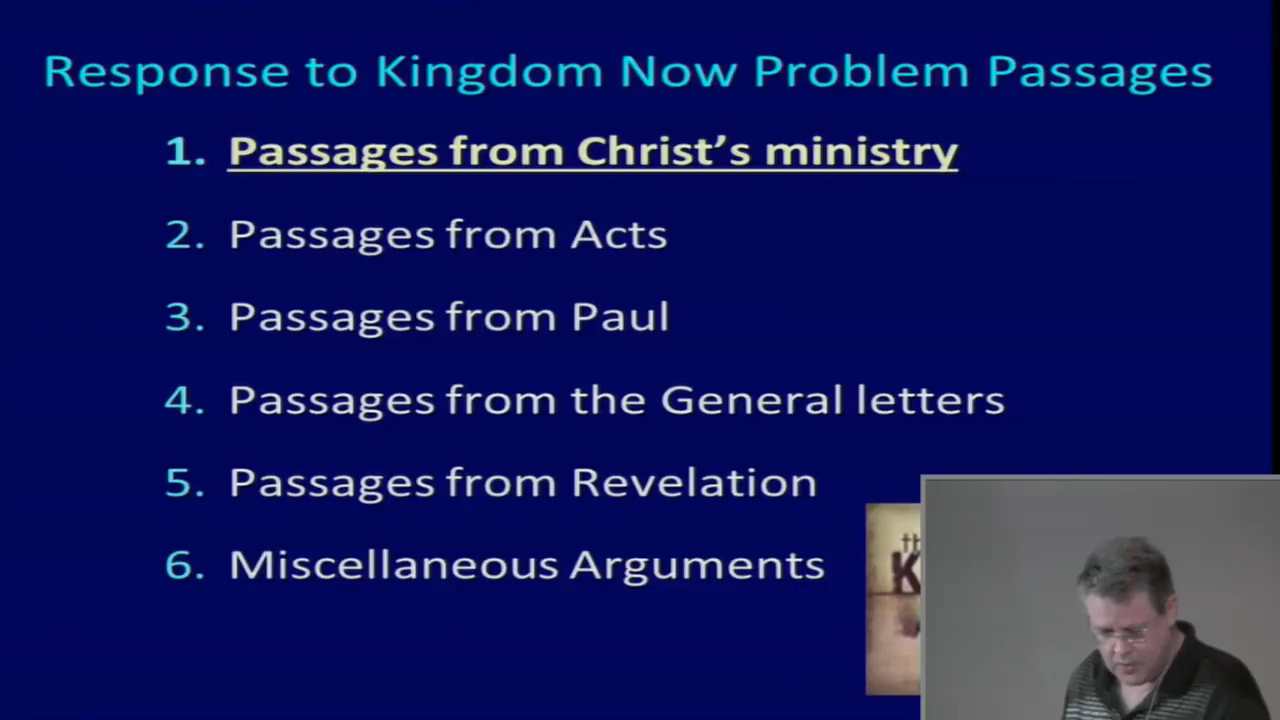 Response to Kingdom Now Problem Passages
1. Passages from Christ's ministry
2. Passages from Acts
3. Passages from Paul
4. Passages from the General letters
5. Passages from Revelation
6. Miscellaneous Arguments